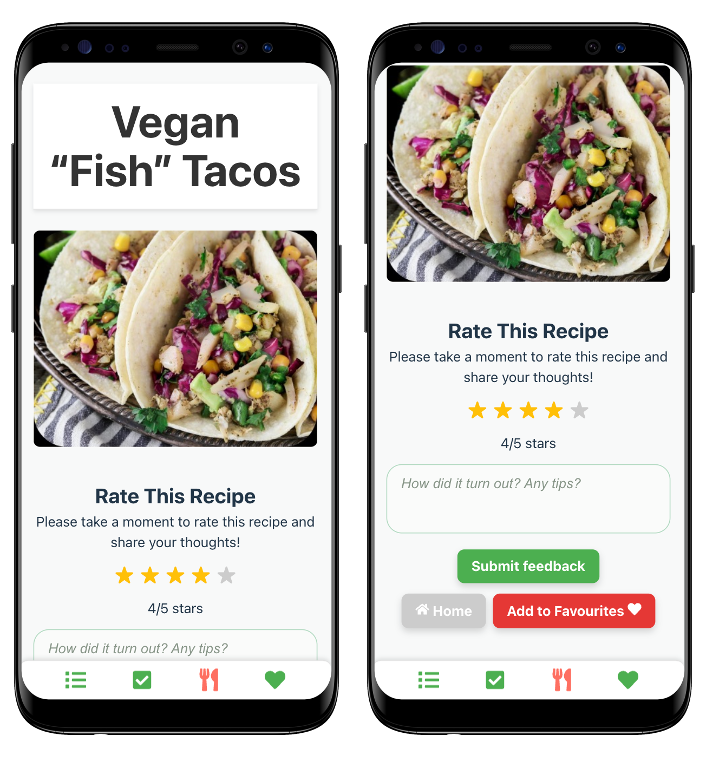 Vegan
“Fish” Tacos
Rate This Recipe
Please take a moment to rate this recipe and
share your thoughts!
4/5 stars
How did it turn out? Any tips?
Rate This Recipe
Please take a moment to rate this recipe and
share your thoughts!
4/5 stars
How did it turn out? Any tips?
Submit feedback
Home
Add to Favourites